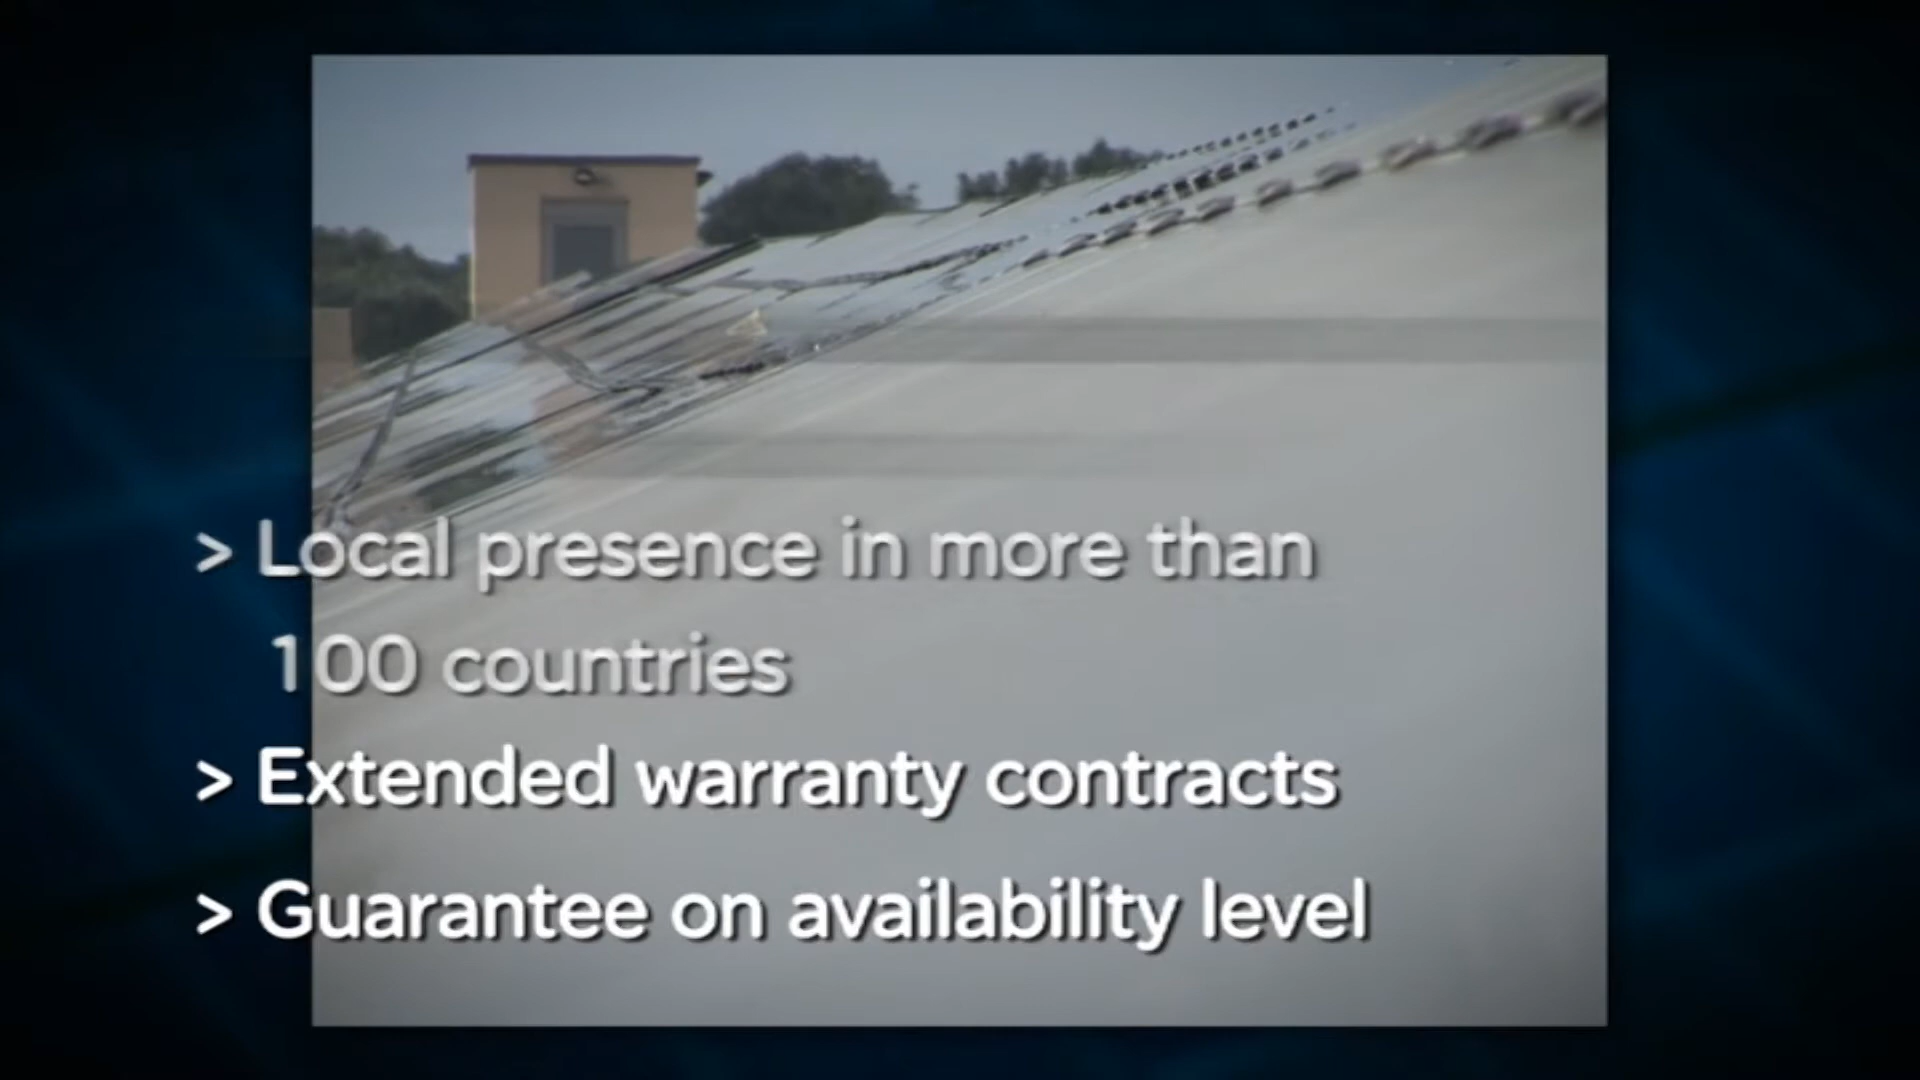 > Local presence in more than
100 countries
> Extended warranty contracts
> Guarantee on availability level